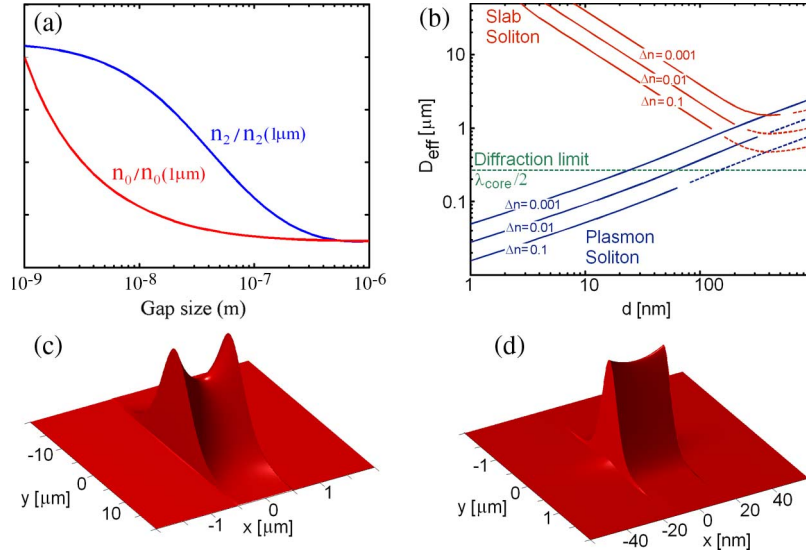 (a)
n₂/n₂(1μm)
n₀/n₀(1μm)
10⁻⁹ 10⁻⁸ 10⁻⁷ 10⁻⁶
Gap size (m)
(b)
Slab
Soliton
Δn=0.001
Δn=0.01
Δn=0.1
Diffraction limit
λcore/2
Δn=0.001
Δn=0.01
Δn=0.1
Plasmon
Soliton
Deff [μm]
10
1
0.1
1 10 100
d [nm]
(c)
-10
0
10
y [μm]
-1
0
1
x [μm]
(d)
-1
0
1
y [μm]
-40
-20
0
20
40
x [nm]